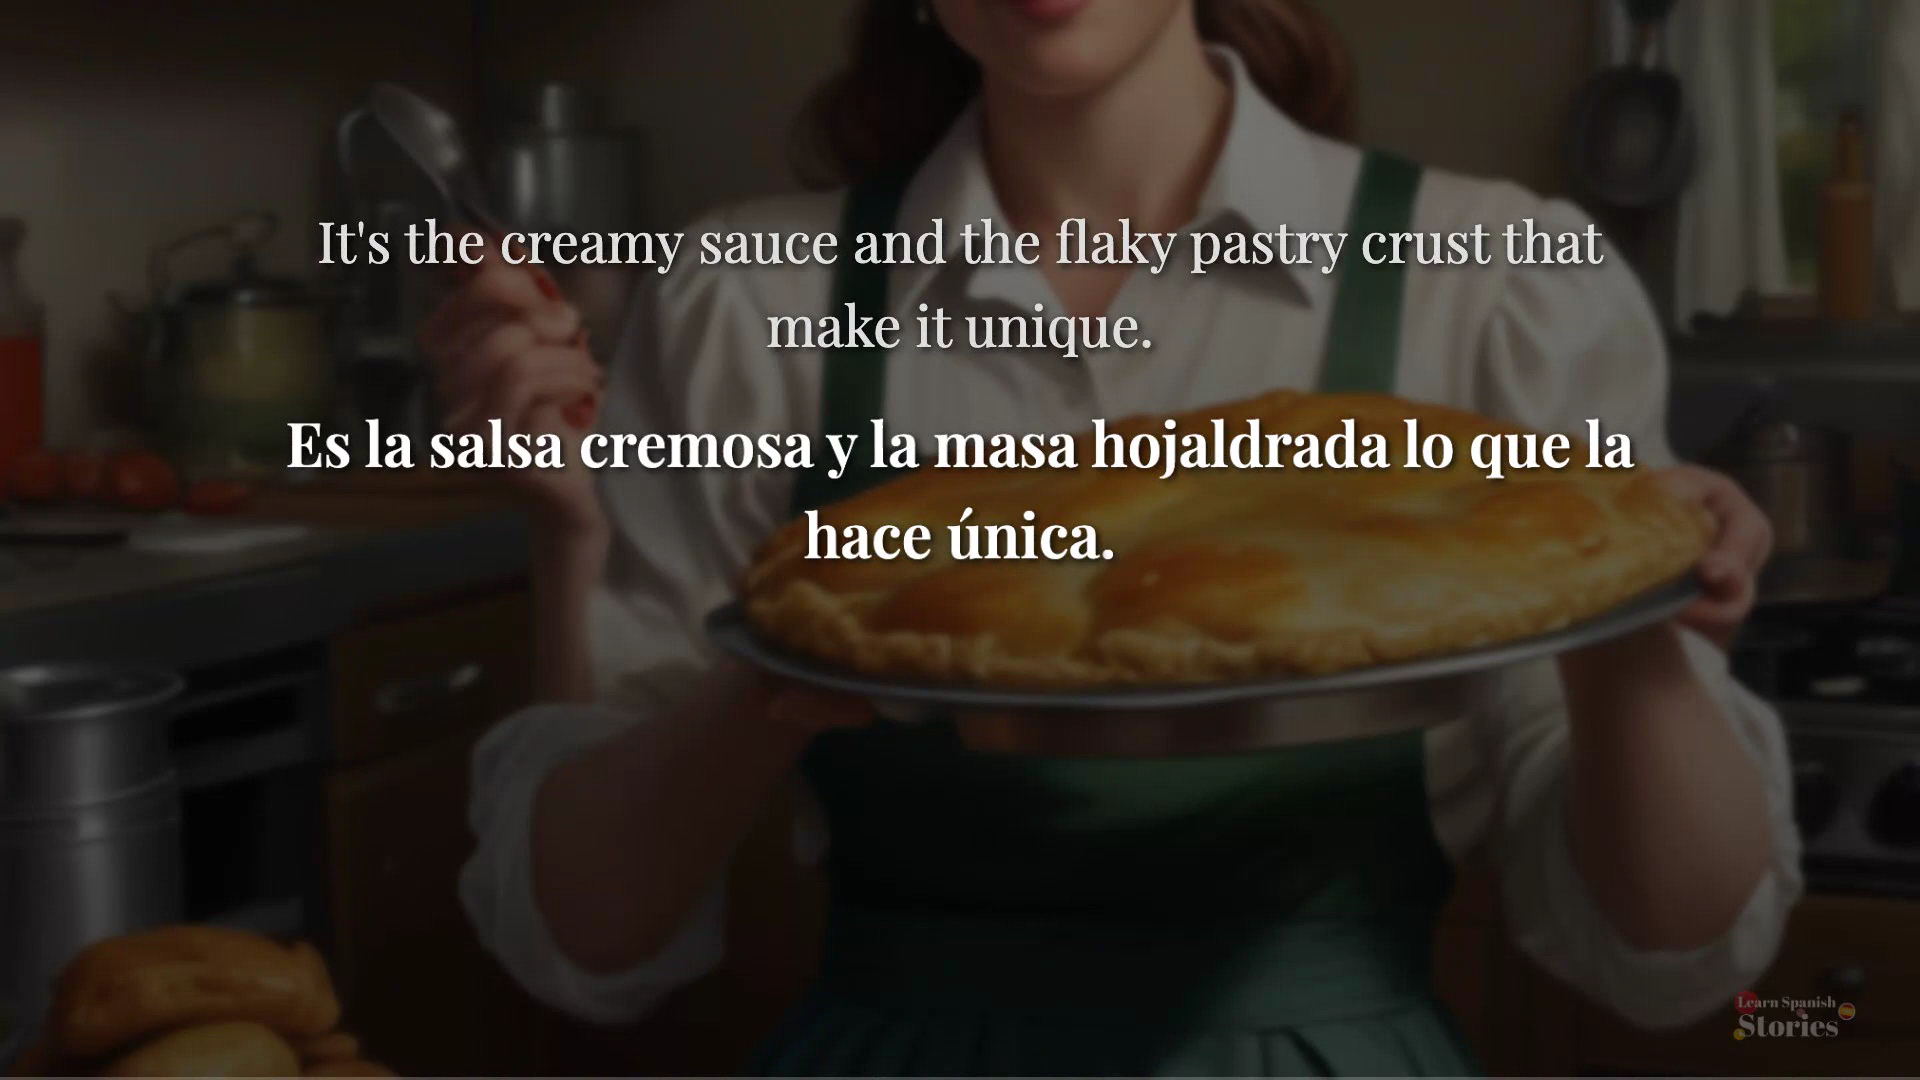 It's the creamy sauce and the flaky pastry crust that
make it unique.
Es la salsa cremosa y la masa hojaldrada lo que la
hace única.
Learn Spanish
Stories